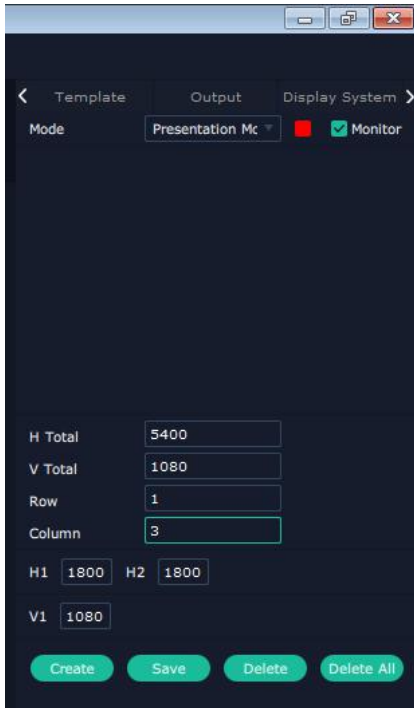 Template Output Display System
Mode Presentation Mc Monitor
H Total 5400
V Total 1080
Row 1
Column 3
H1 1800 H2 1800
V1 1080
Create Save Delete Delete All